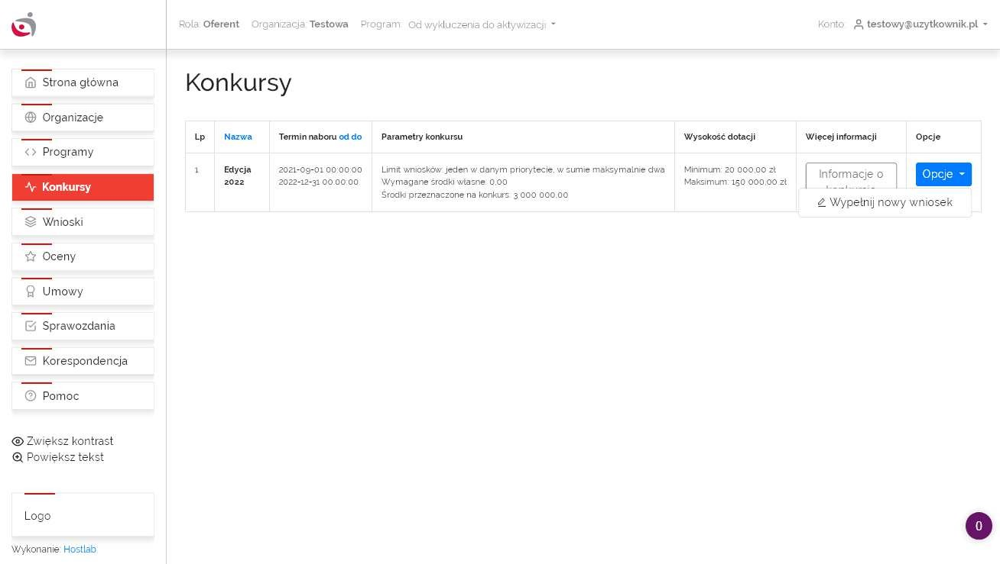 Rola: Oferent Organizacja: Testowa Program: Od wykluczenia do aktywizacji
Konto: testowy@uzytkownik.pl
Strona główna
Organizacje
Programy
Konkursy
Wnioski
Oceny
Umowy
Sprawozdania
Korespondencja
Pomoc
Zwiększ kontrast
Powiększ tekst
Logo
Wykonanie: Hostlab
Konkursy
Lp Nazwa Termin naboru od do Parametry konkursu Wysokość dotacji Więcej informacji Opcje
1 Edycja 2021-09-01 00:00:00 Limit wniosków: jeden w danym priorytecie, w sumie maksymalnie dwa Minimum: 20 000,00 zł Informacje o Opcje
2022 2022-12-31 00:00:00 Wymagane środki własne: 0,00 Maksimum: 150 000,00 zł
Środki przeznaczone na konkurs: 3 000 000,00
Wypełnij nowy wniosek
0